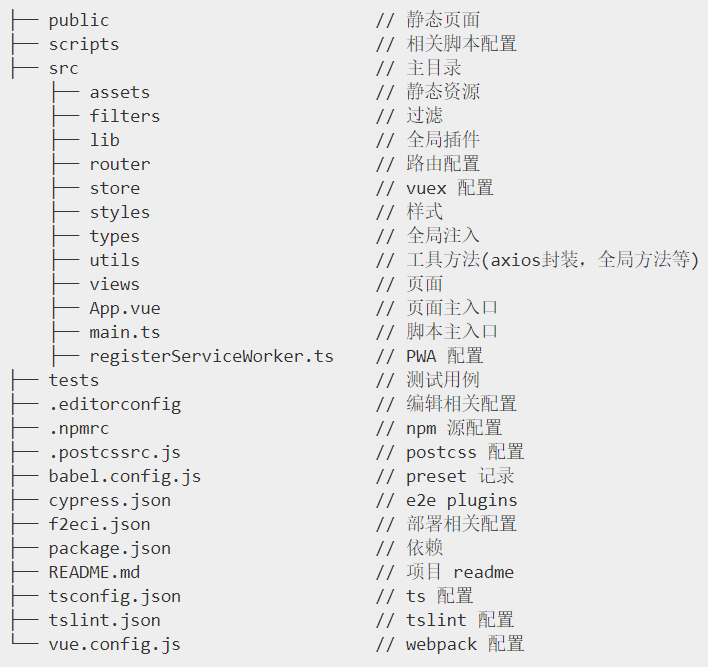 ├── public                          // 静态页面
├── scripts                         // 相关脚本配置
├── src                             // 主目录
    ├── assets                      // 静态资源
    ├── filters                     // 过滤
    ├── lib                         // 全局插件
    ├── router                      // 路由配置
    ├── store                       // vuex 配置
    ├── styles                      // 样式
    ├── types                       // 全局注入
    ├── utils                       // 工具方法(axios封装，全局方法等)
    ├── views                       // 页面
    ├── App.vue                     // 页面主入口
    ├── main.ts                     // 脚本主入口
    ├── registerServiceWorker.ts    // PWA 配置
├── tests                           // 测试用例
├── .editorconfig                   // 编辑相关配置
├── .npmrc                          // npm 源配置
├── .postcssrc.js                   // postcss 配置
├── babel.config.js                 // preset 记录
├── cypress.json                    // e2e plugins
├── f2eci.json                      // 部署相关配置
├── package.json                    // 依赖
├── README.md                       // 项目 readme
├── tsconfig.json                   // ts 配置
├── tslint.json                     // tslint 配置
└── vue.config.js                   // webpack 配置